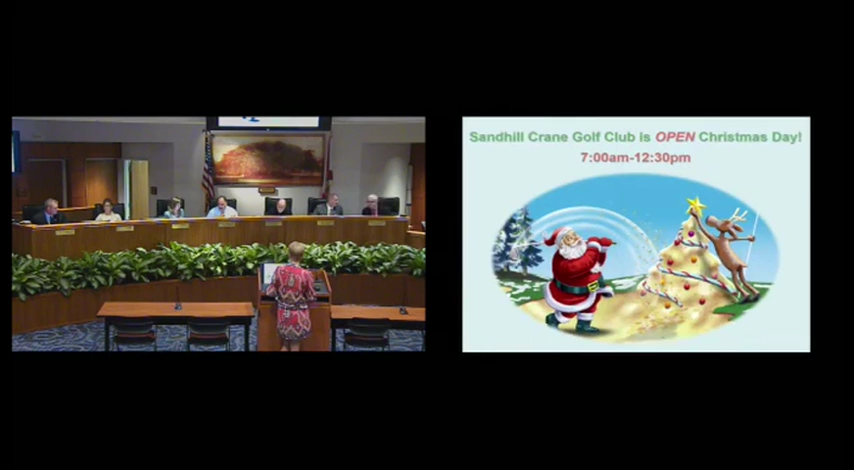 Sandhill Crane Golf Club is OPEN Christmas Day!
7:00am-12:30pm